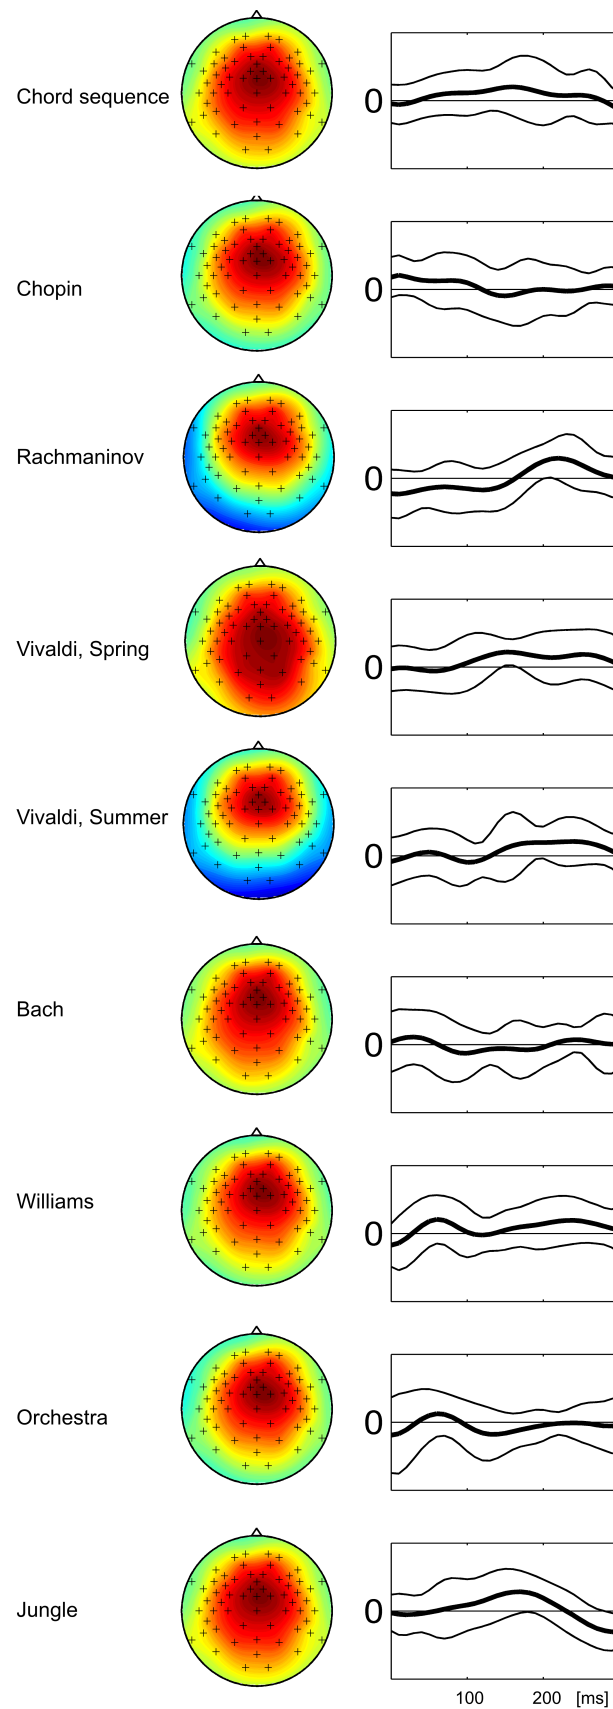 Chord sequence
0
Chopin
0
Rachmaninov
0
Vivaldi, Spring
0
Vivaldi, Summer
0
Bach
0
Williams
0
Orchestra
0
Jungle
0
100 200 [ms]